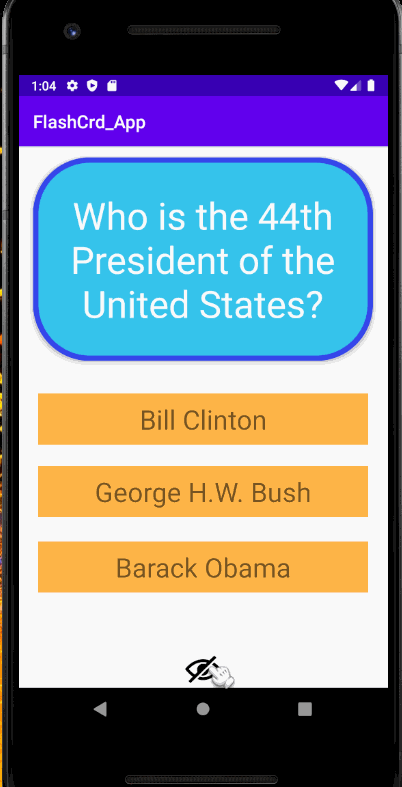 1:04
FlashCrd_App
Who is the 44th
President of the
United States?
Bill Clinton
George H.W. Bush
Barack Obama